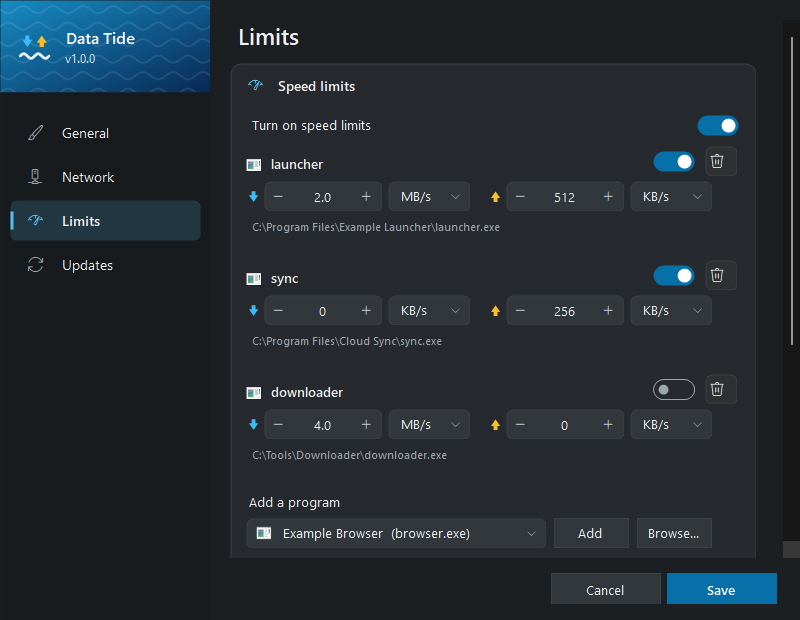 Data Tide
v1.0.0
General
Network
Limits
Updates
Limits
Speed limits
Turn on speed limits
launcher
− 2.0 + MB/s − 512 + KB/s
C:\Program Files\Example Launcher\launcher.exe
sync
− 0 + KB/s − 256 + KB/s
C:\Program Files\Cloud Sync\sync.exe
downloader
− 4.0 + MB/s − 0 + KB/s
C:\Tools\Downloader\downloader.exe
Add a program
Example Browser (browser.exe) Add Browse...
Cancel Save